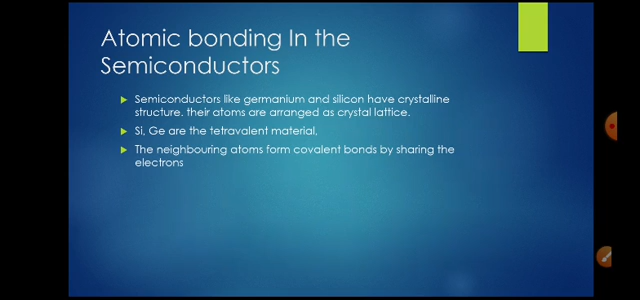 Atomic bonding In the
Semiconductors
Semiconductors like germanium and silicon have crystalline
structure. their atoms are arranged as crystal lattice.
Si, Ge are the tetravalent material,
The neighbouring atoms form covalent bonds by sharing the
electrons